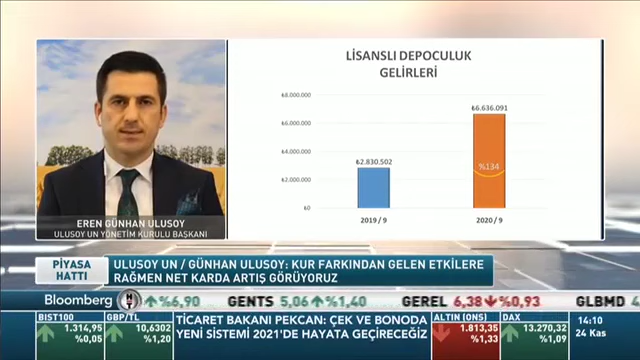 LİSANSLI DEPOCULUK
GELİRLERİ
₺8.000.000
₺6.000.000
₺4.000.000
₺2.000.000
₺0
₺2.830.502
₺6.636.091
%134
2019 / 9
2020 / 9
EREN GÜNHAN ULUSOY
ULUSOY UN YÖNETİM KURULU BAŞKANI
PİYASA
HATTI
ULUSOY UN / GÜNHAN ULUSOY: KUR FARKINDAN GELEN ETKİLERE
RAĞMEN NET KARDA ARTIŞ GÖRÜYORUZ
Bloomberg HT
%6,90 GENTS 5,06 %1,40 GEREL 6,38 %0,93 GLBMD 4
BIST100
1.314,95
%0,05
GBP/TL
10,6302
%1,20
TİCARET BAKANI PEKCAN: ÇEK VE BONODA
YENİ SİSTEMİ 2021'DE HAYATA GEÇİRECEĞİZ
ALTIN (ONS)
1.813,35
%1,33
DAX
13.270,32
%1,09
14:10
24 Kas